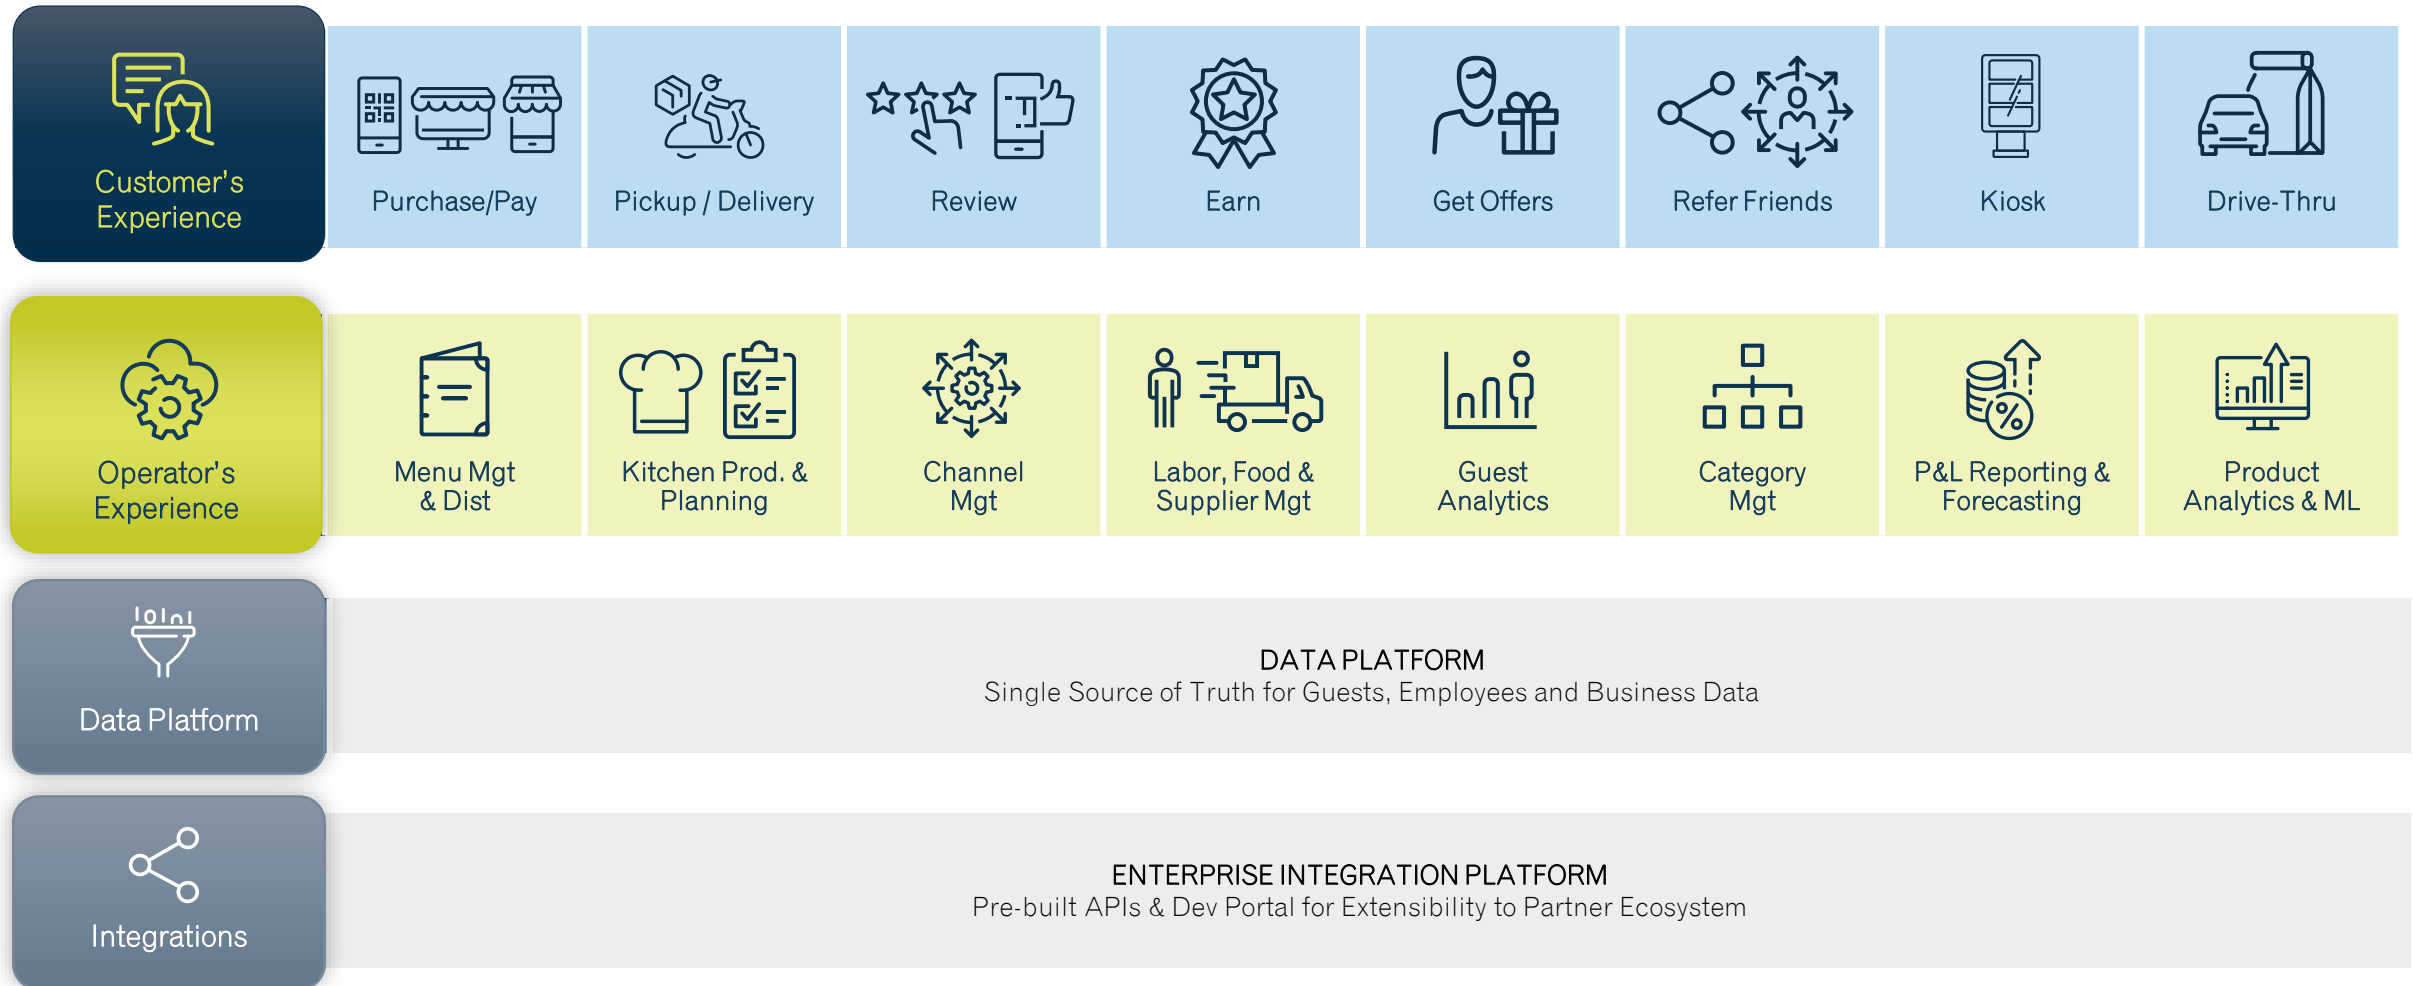 Customer's
Experience
Purchase/Pay
Pickup / Delivery
Review
Earn
Get Offers
Refer Friends
Kiosk
Drive-Thru
Operator's
Experience
Menu Mgt
& Dist
Kitchen Prod. &
Planning
Channel
Mgt
Labor, Food &
Supplier Mgt
Guest
Analytics
Category
Mgt
P&L Reporting &
Forecasting
Product
Analytics & ML
Data Platform
DATA PLATFORM
Single Source of Truth for Guests, Employees and Business Data
Integrations
ENTERPRISE INTEGRATION PLATFORM
Pre-built APIs & Dev Portal for Extensibility to Partner Ecosystem